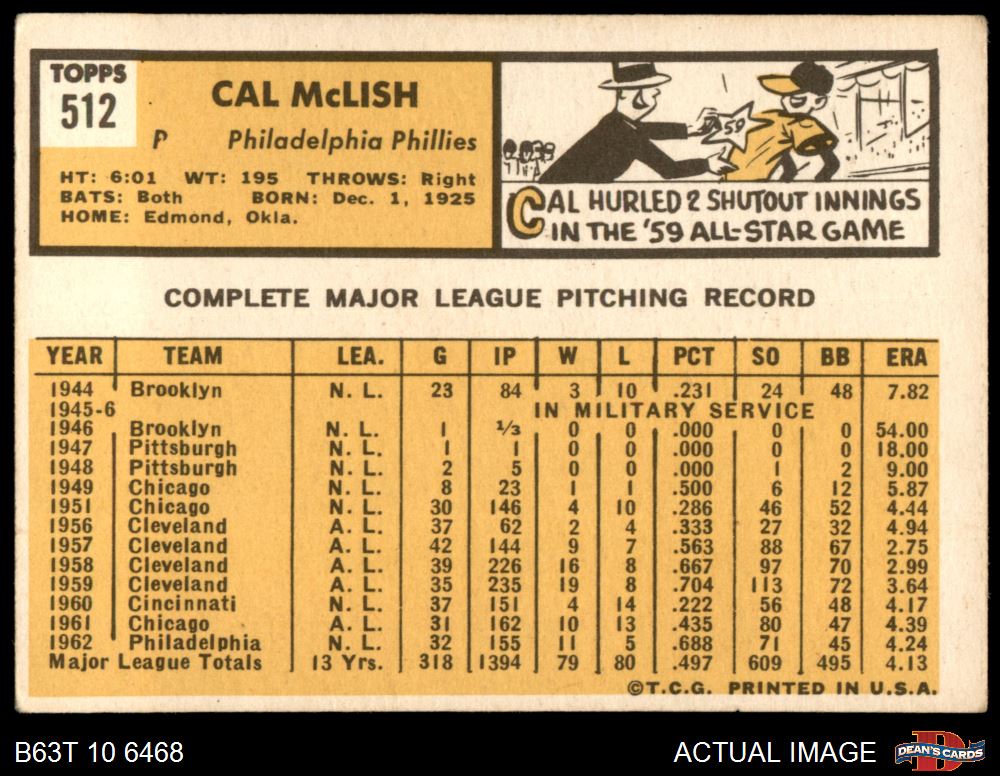 TOPPS
512
CAL McLISH
P Philadelphia Phillies
HT: 6:01 WT: 195 THROWS: Right
BATS: Both BORN: Dec. 1, 1925
HOME: Edmond, Okla.
'59
CAL HURLED 2 SHUTOUT INNINGS
IN THE '59 ALL-STAR GAME
COMPLETE MAJOR LEAGUE PITCHING RECORD
YEAR TEAM LEA. G IP W L PCT SO BB ERA
1944 Brooklyn N. L. 23 84 3 10 .231 24 48 7.82
1945-6 IN MILITARY SERVICE
1946 Brooklyn N. L. 1 1/3 0 0 .000 0 0 54.00
1947 Pittsburgh N. L. 1 1 0 0 .000 0 0 18.00
1948 Pittsburgh N. L. 2 5 0 0 .000 1 2 9.00
1949 Chicago N. L. 8 23 1 1 .500 6 12 5.87
1951 Chicago N. L. 30 146 4 10 .286 46 52 4.44
1956 Cleveland A. L. 37 62 2 4 .333 27 32 4.94
1957 Cleveland A. L. 42 144 9 7 .563 88 67 2.75
1958 Cleveland A. L. 39 226 16 8 .667 97 70 2.99
1959 Cleveland A. L. 35 235 19 8 .704 113 72 3.64
1960 Cincinnati N. L. 37 151 4 14 .222 56 48 4.17
1961 Chicago A. L. 31 162 10 13 .435 80 47 4.39
1962 Philadelphia N. L. 32 155 11 5 .688 71 45 4.24
Major League Totals 13 Yrs. 318 1394 79 80 .497 609 495 4.13
©T.C.G. PRINTED IN U.S.A.
B63T 10 6468 ACTUAL IMAGE DEAN'S CARDS